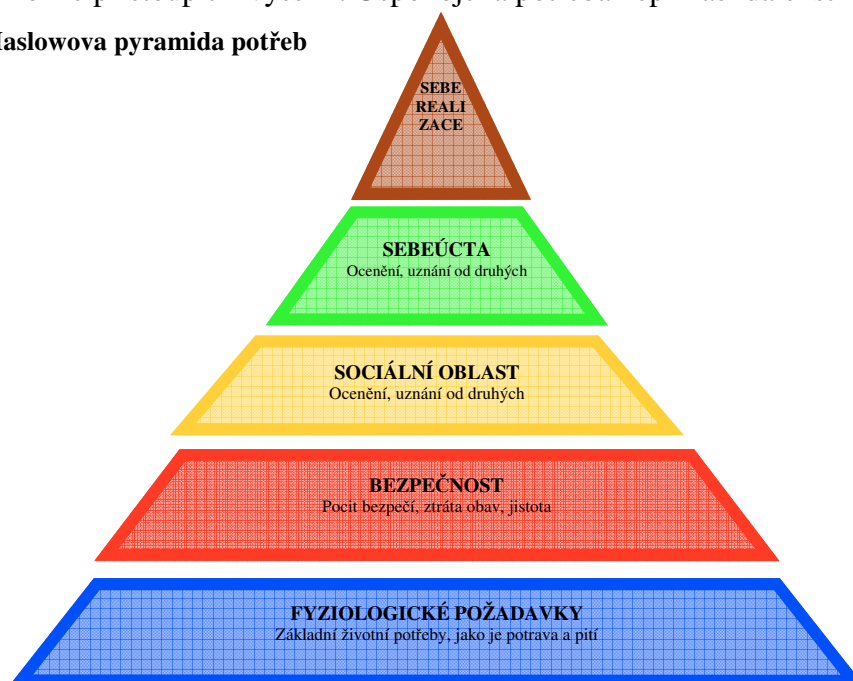 Maslowova pyramida potřeb
SEBE
REALI
ZACE
SEBEÚCTA
Ocenění, uznání od druhých
SOCIÁLNÍ OBLAST
Ocenění, uznání od druhých
BEZPEČNOST
Pocit bezpečí, ztráta obav, jistota
FYZIOLOGICKÉ POŽADAVKY
Základní životní potřeby, jako je potrava a pití